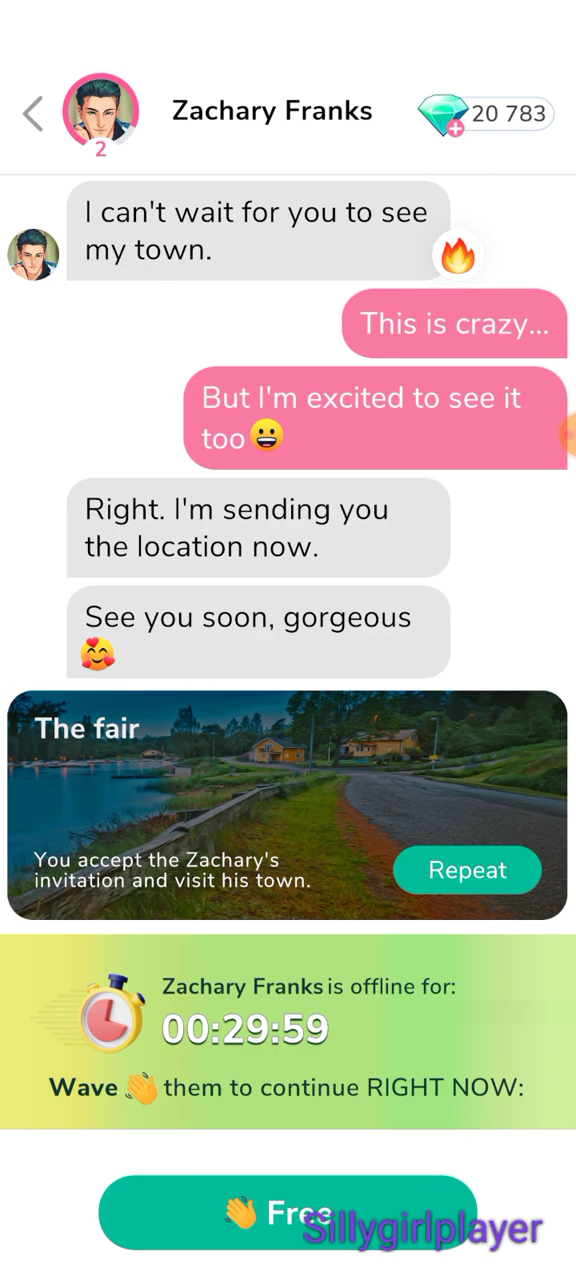 Zachary Franks
20 783
2
I can't wait for you to see
my town.
This is crazy...
But I'm excited to see it
too
Right. I'm sending you
the location now.
See you soon, gorgeous
The fair
You accept the Zachary's
invitation and visit his town.
Repeat
Zachary Franks is offline for:
00:29:59
Wave them to continue RIGHT NOW:
Free
Sillygirlplayer